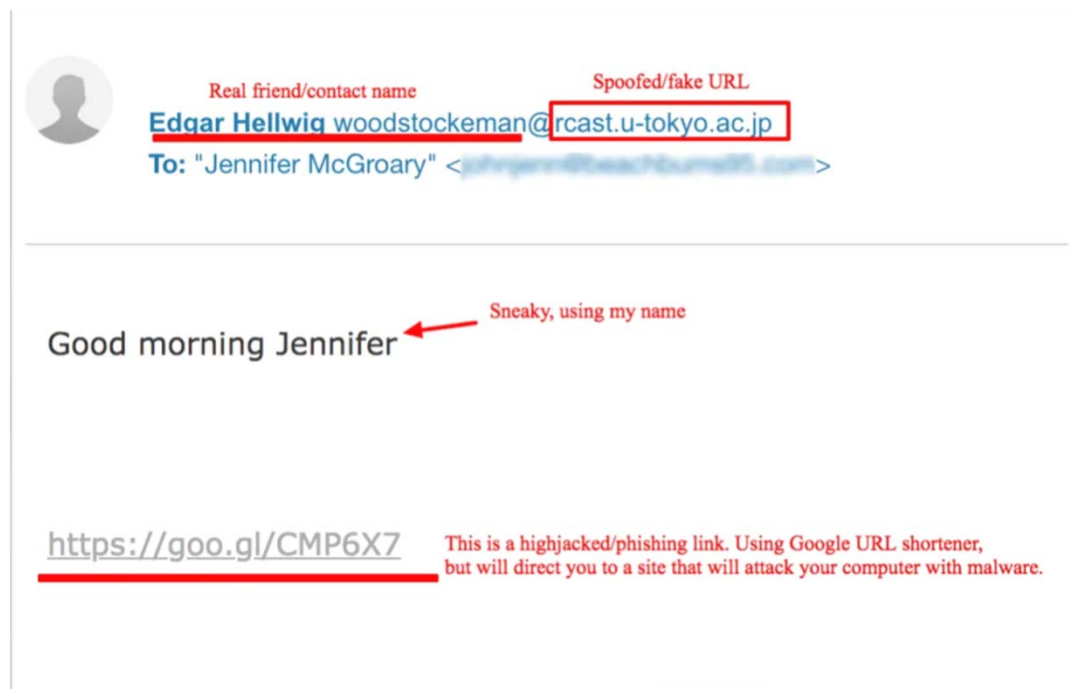 Real friend/contact name
Spoofed/fake URL
Edgar Hellwig woodstockeman@rcast.u-tokyo.ac.jp
To: "Jennifer McGroary" < >
Sneaky, using my name
Good morning Jennifer
https://goo.gl/CMP6X7
This is a highjacked/phishing link. Using Google URL shortener,
but will direct you to a site that will attack your computer with malware.